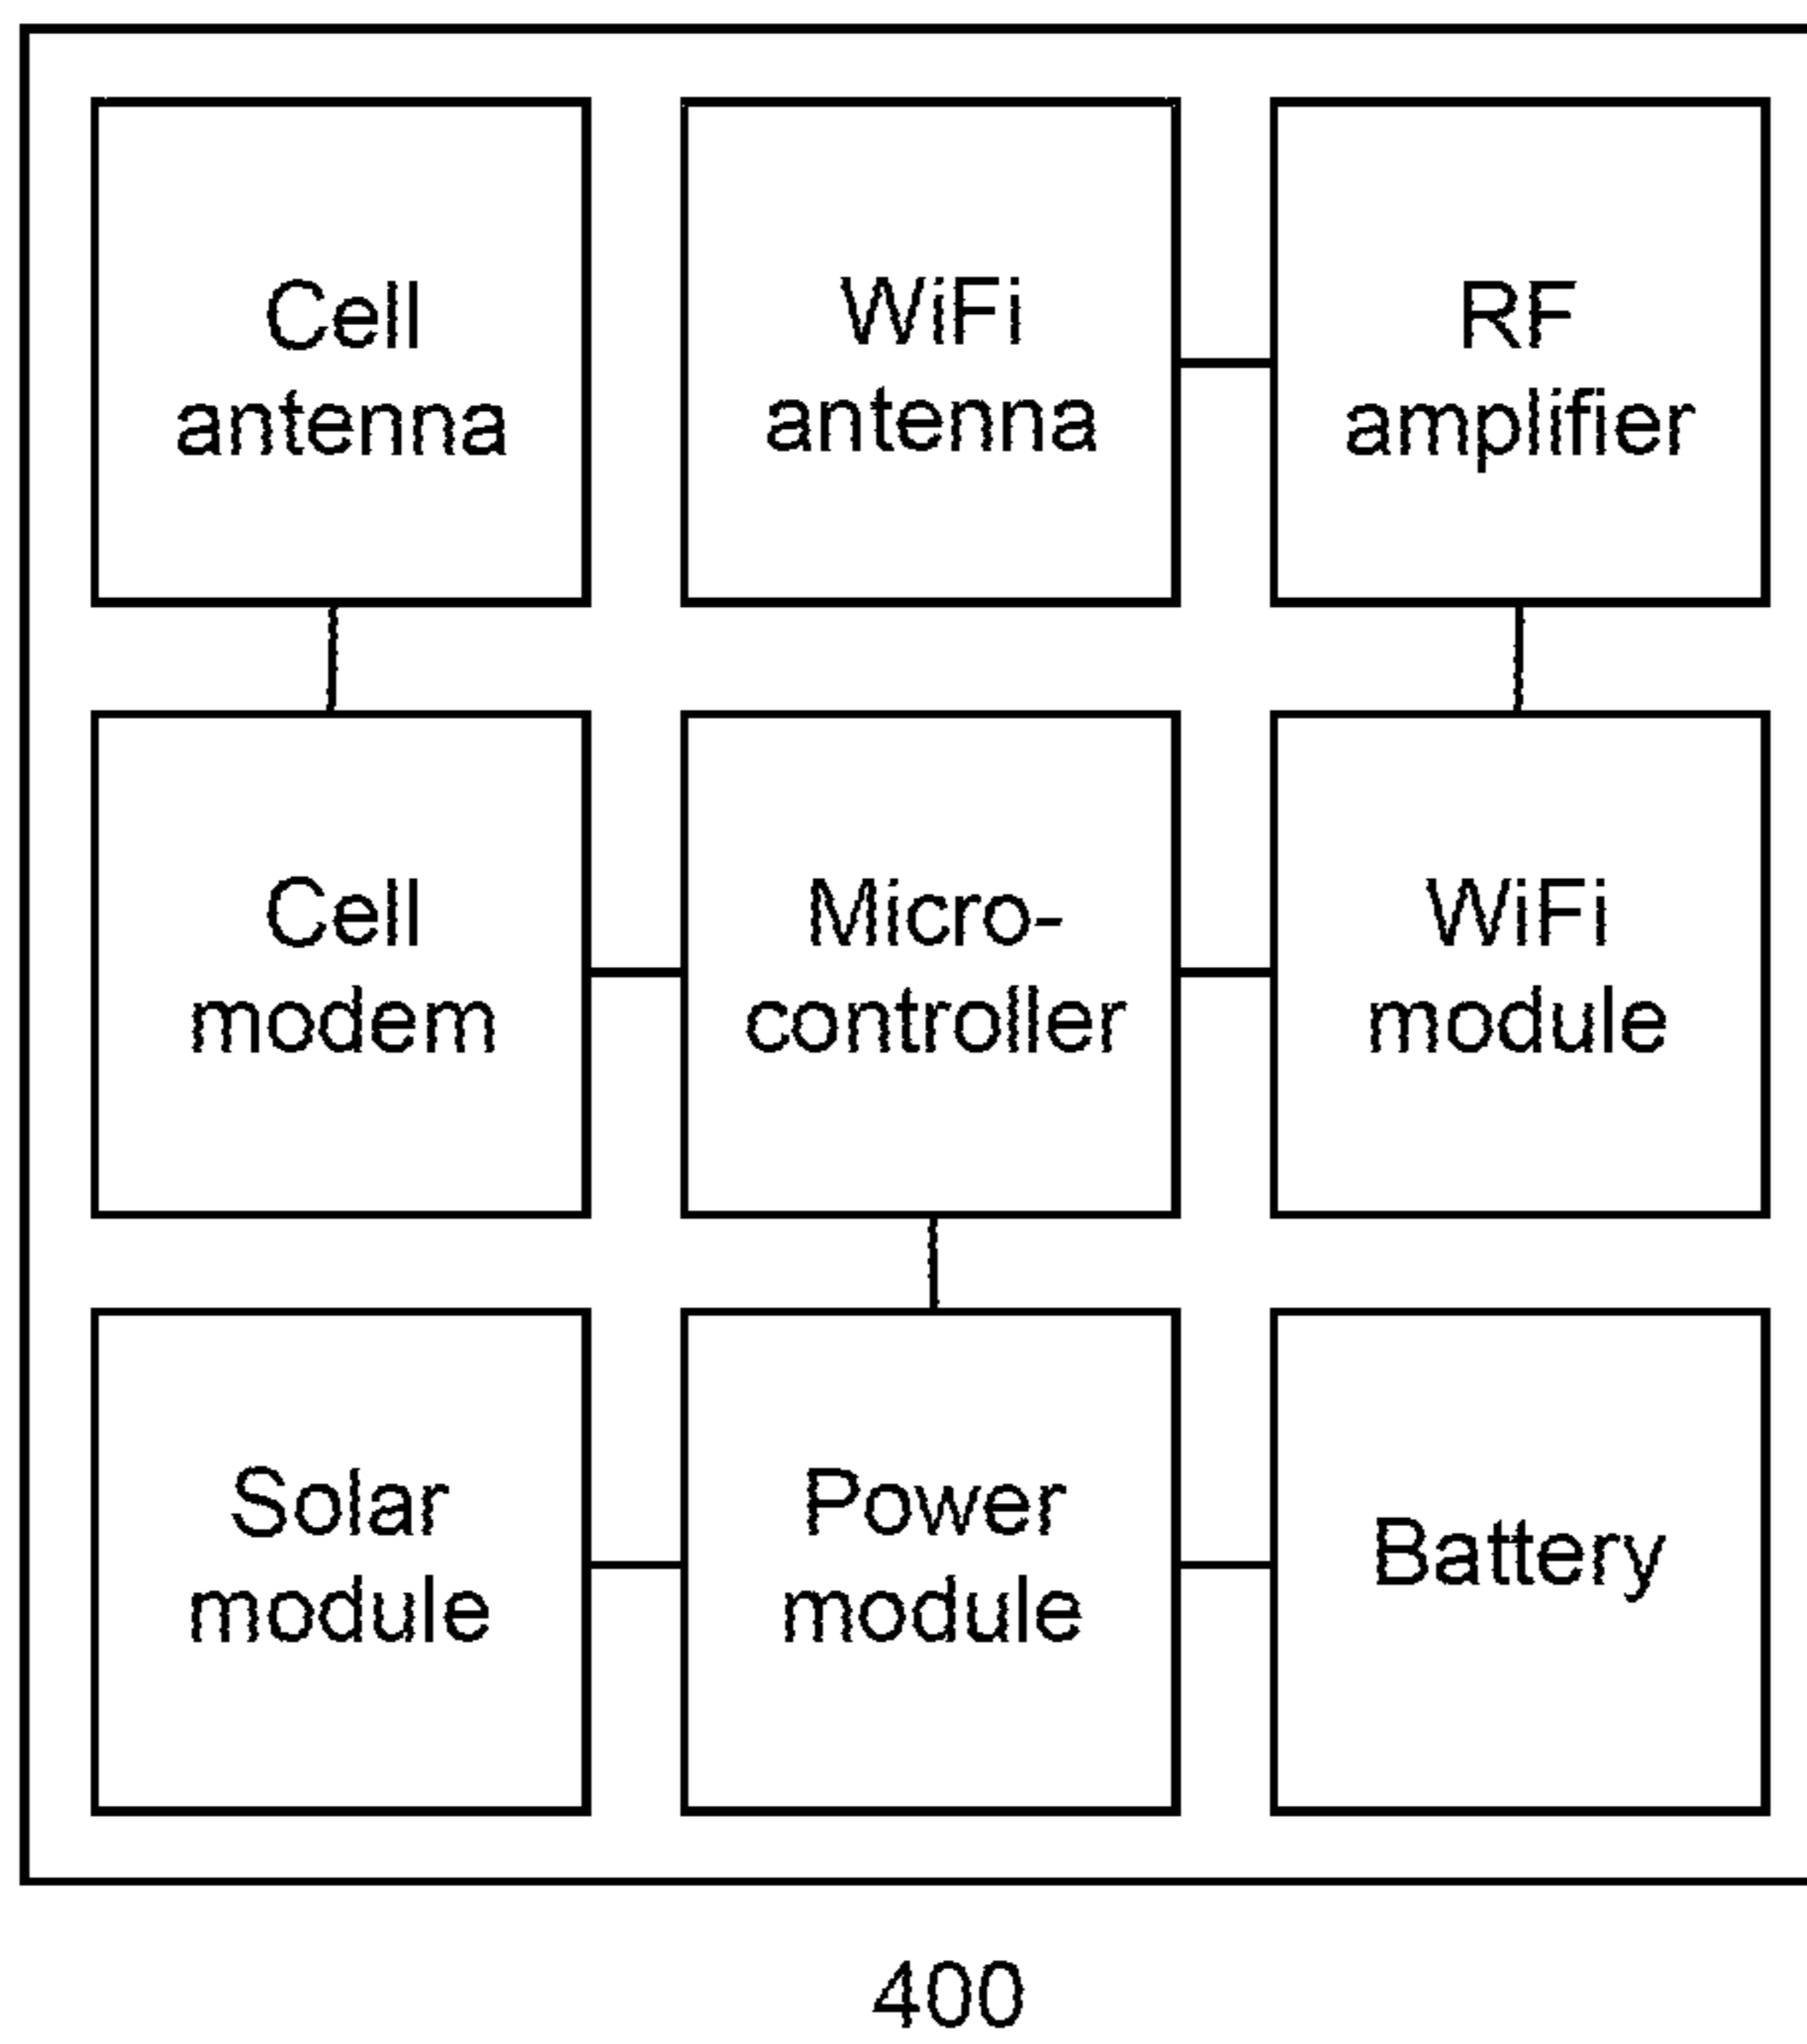 Cell
antenna
WiFi
antenna
RF
amplifier
Cell
modem
Micro-
controller
WiFi
module
Solar
module
Power
module
Battery
400